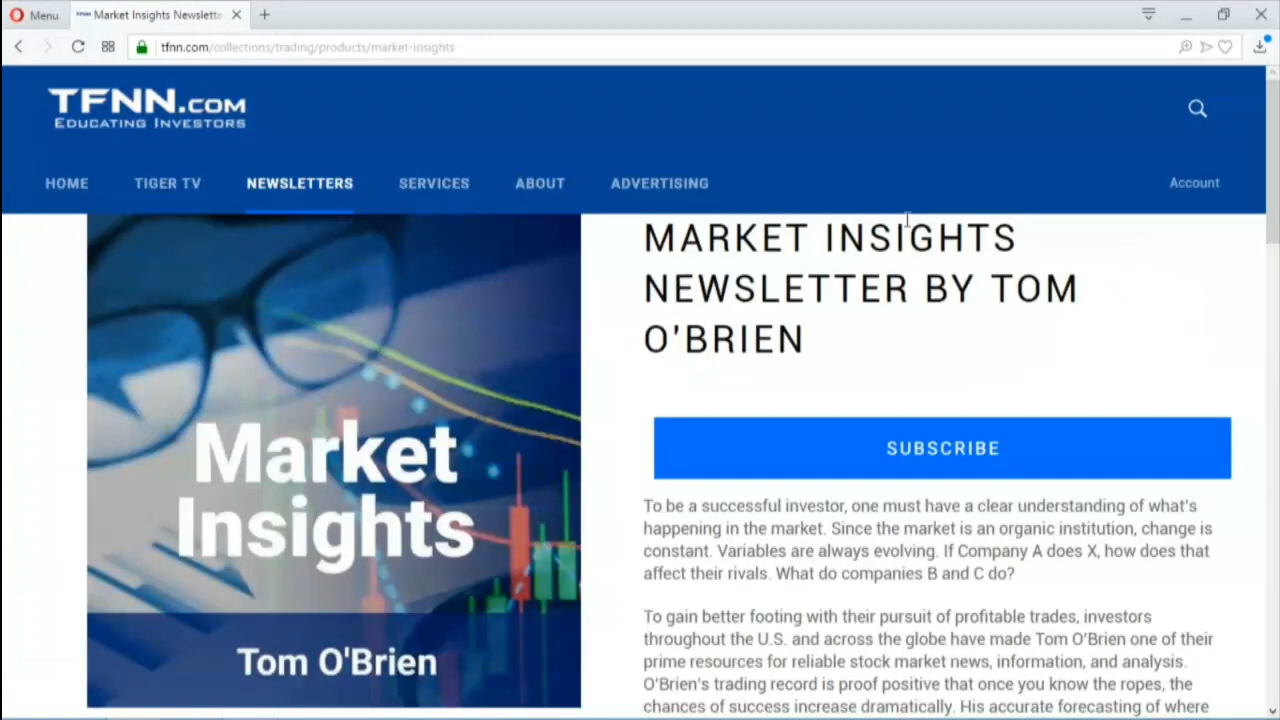 Menu
Market Insights Newslette
tfnn.com/collections/trading/products/market-insights
TFNN.COM
EDUCATING INVESTORS
HOME TIGER TV NEWSLETTERS SERVICES ABOUT ADVERTISING Account
Market
Insights
Tom O'Brien
MARKET INSIGHTS
NEWSLETTER BY TOM
O'BRIEN
SUBSCRIBE
To be a successful investor, one must have a clear understanding of what's
happening in the market. Since the market is an organic institution, change is
constant. Variables are always evolving. If Company A does X, how does that
affect their rivals. What do companies B and C do?
To gain better footing with their pursuit of profitable trades, investors
throughout the U.S. and across the globe have made Tom O'Brien one of their
prime resources for reliable stock market news, information, and analysis.
O'Brien's trading record is proof positive that once you know the ropes, the
chances of success increase dramatically. His accurate forecasting of where